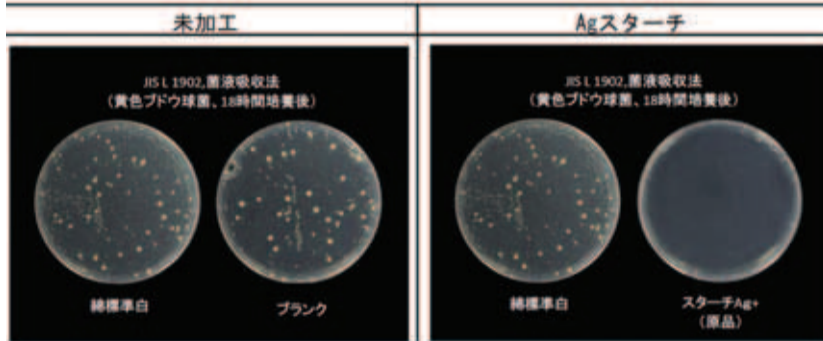 未加工
Agスターチ
JIS L 1902,菌液吸収法
(黄色ブドウ球菌、18時間培養後)
JIS L 1902,菌液吸収法
(黄色ブドウ球菌、18時間培養後)
綿標準白
ブランク
綿標準白
スターチAg+
(原品)